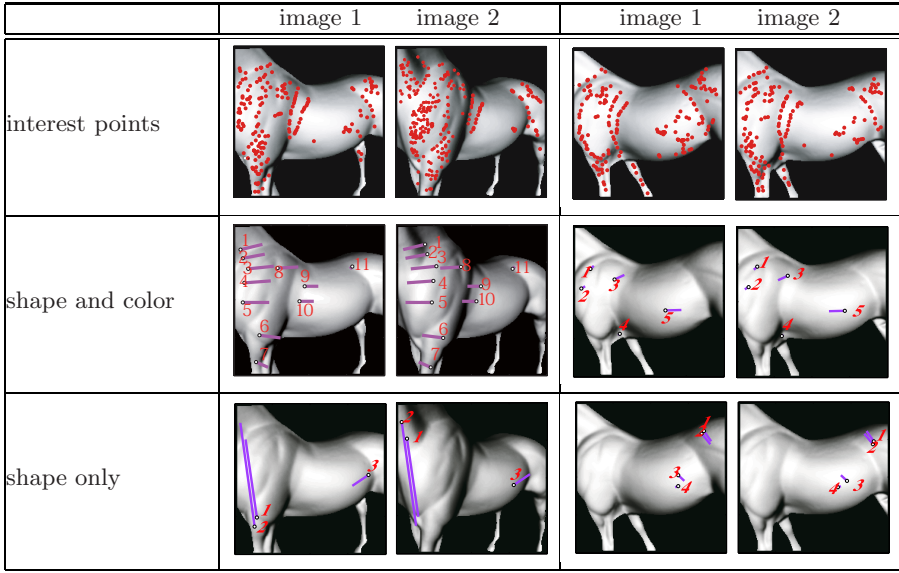 image 1 image 2 image 1 image 2
interest points
shape and color
1 2 3 4 5 6 7 8 9 10 11
1 2 3 4 5 6 7 8 9 10 11
1 2 3 4 5
1 2 3 4 5
shape only
1 2 3
2 1 3
1 2 3 4
1 2 3 4